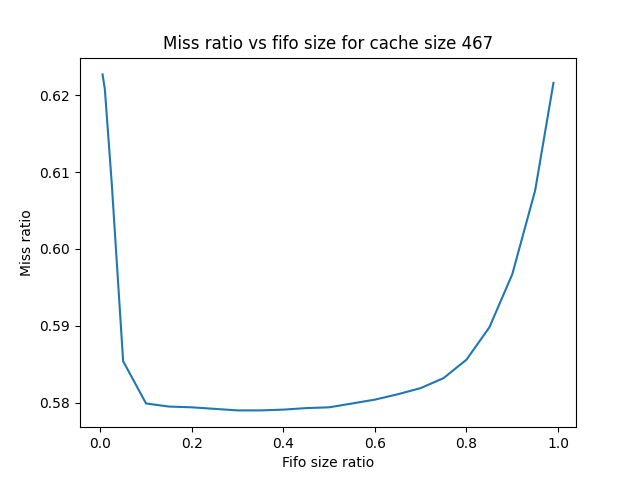 Miss ratio vs fifo size for cache size 467
0.62
0.61
0.60
0.59
0.58
Miss ratio
0.0 0.2 0.4 0.6 0.8 1.0
Fifo size ratio